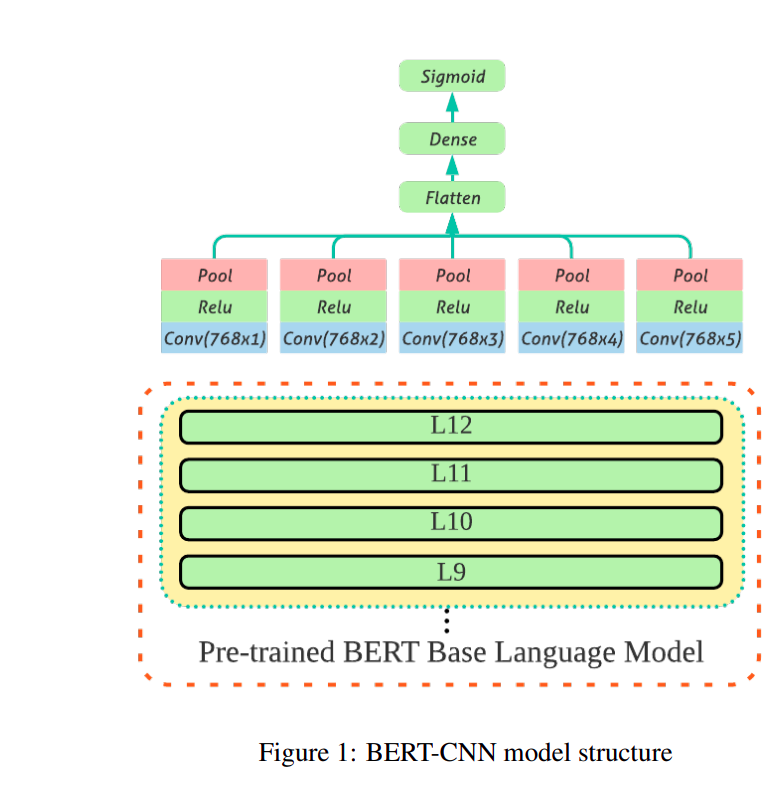 Sigmoid
Dense
Flatten
Pool Pool Pool Pool Pool
Relu Relu Relu Relu Relu
Conv(768x1) Conv(768x2) Conv(768x3) Conv(768x4) Conv(768x5)
L12
L11
L10
L9
Pre-trained BERT Base Language Model
Figure 1: BERT-CNN model structure